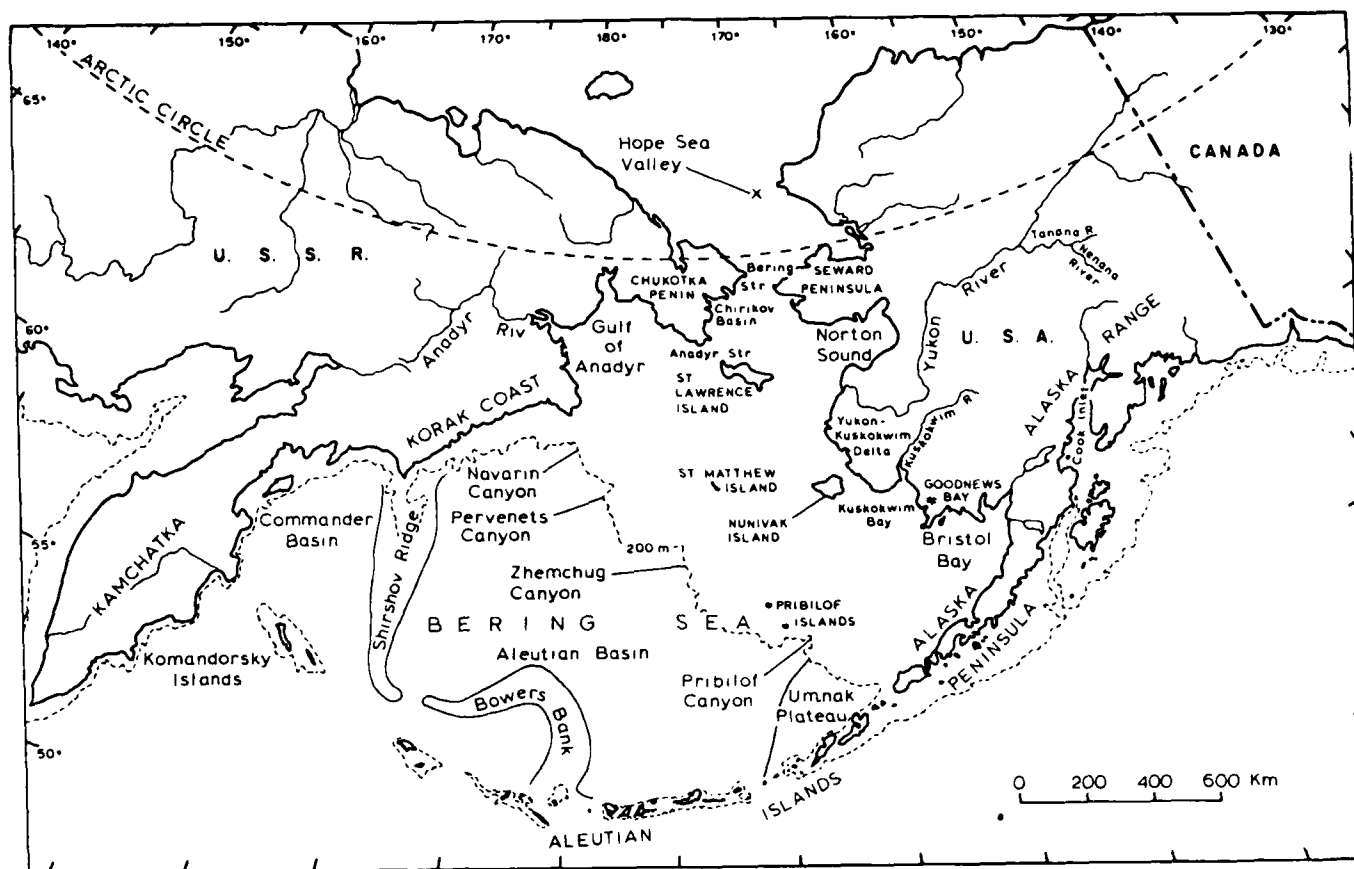 140° 150° 160° 170° 180° 170° 160° 150° 140° 130°
65°
ARCTIC CIRCLE
Hope Sea
Valley
CANADA
U. S. S. R.
Tanana R.
Nenana
River
Bering
Str
SEWARD
PENINSULA
CHUKOTKA
PENIN
Chirikov
Basin
Yukon River
60°
Anadyr Riv
Gulf
of
Anadyr
Norton
Sound
U. S. A.
ALASKA RANGE
Anadyr Str
ST
LAWRENCE
ISLAND
KORAK COAST
Yukon-
Kuskokwim
Delta
Kuskokwim R.
Cook Inlet
Navarin
Canyon
ST MATTHEW
ISLAND
GOODNEWS
BAY
Commander
Basin
Pervenets
Canyon
NUNIVAK
ISLAND
Kuskokwim
Bay
Bristol
Bay
55°
KAMCHATKA
Shirshov Ridge
200 m
Zhemchug
Canyon
PRIBILOF
ISLANDS
BERING SEA
ALASKA
PENINSULA
Komandorsky
Islands
Aleutian Basin
Pribilof
Canyon
Umnak
Plateau
Bowers
Bank
50°
0 200 400 600 Km
ALEUTIAN ISLANDS